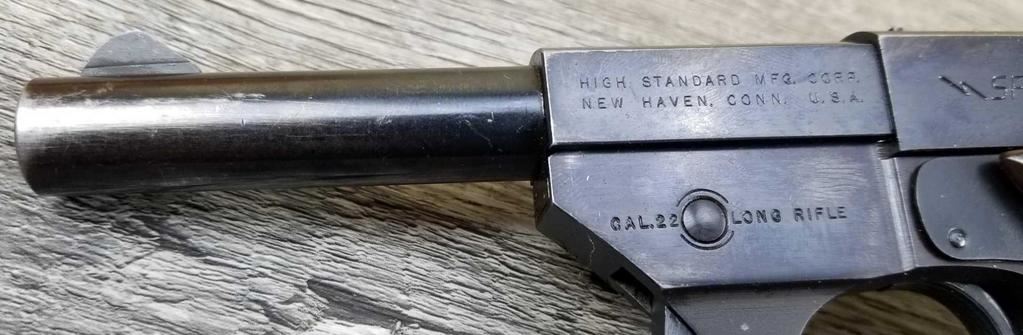 HIGH STANDARD MFG. CORP.
NEW HAVEN, CONN. U.S.A.
CAL.22 LONG RIFLE